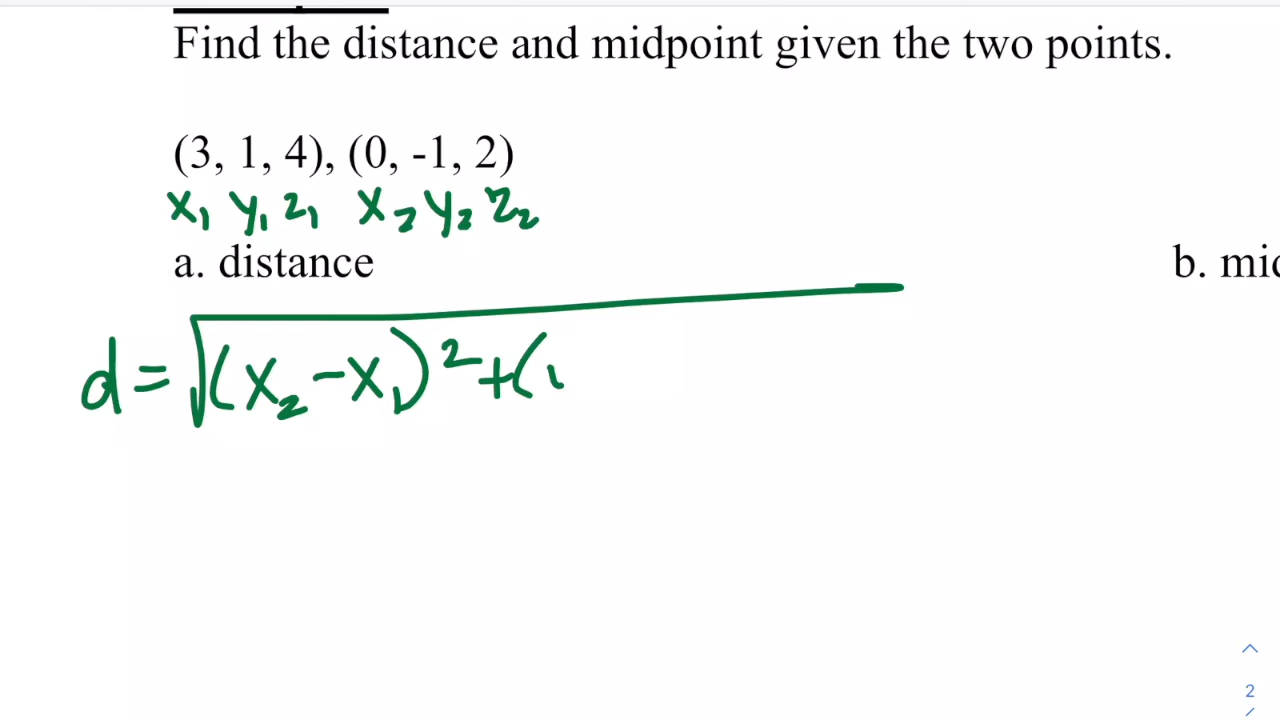 Find the distance and midpoint given the two points.
(3, 1, 4), (0, -1, 2)
x₁ y₁ z₁ x₂ y₂ z₂
a. distance
b. mid
d = √(x₂ - x₁)² + (
2